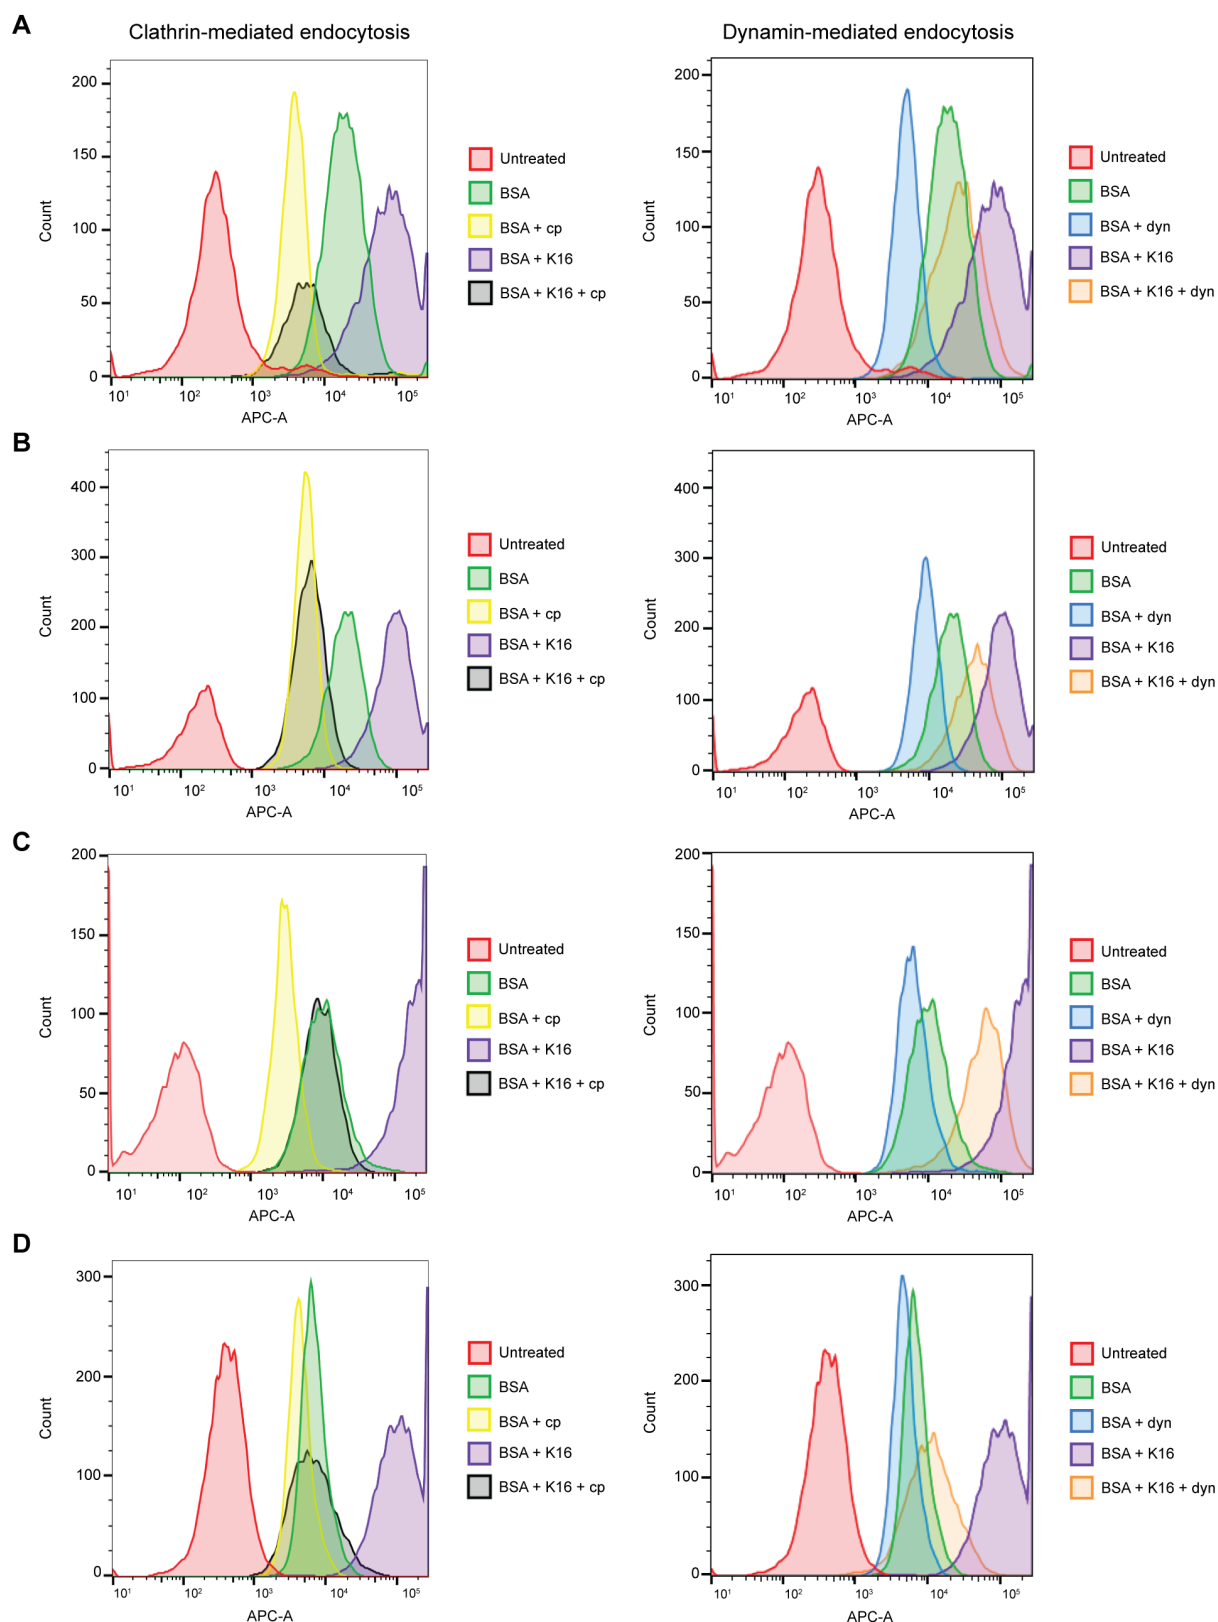 A
Clathrin-mediated endocytosis
Dynamin-mediated endocytosis
200
150
100
50
0
Count
10¹ 10² 10³ 10⁴ 10⁵
APC-A
Untreated
BSA
BSA + cp
BSA + K16
BSA + K16 + cp
200
150
100
50
0
Count
10¹ 10² 10³ 10⁴ 10⁵
APC-A
Untreated
BSA
BSA + dyn
BSA + K16
BSA + K16 + dyn
B
400
300
200
100
0
Count
10¹ 10² 10³ 10⁴ 10⁵
APC-A
Untreated
BSA
BSA + cp
BSA + K16
BSA + K16 + cp
400
300
200
100
0
Count
10¹ 10² 10³ 10⁴ 10⁵
APC-A
Untreated
BSA
BSA + dyn
BSA + K16
BSA + K16 + dyn
C
200
150
100
50
0
Count
10¹ 10² 10³ 10⁴ 10⁵
APC-A
Untreated
BSA
BSA + cp
BSA + K16
BSA + K16 + cp
200
150
100
50
0
Count
10¹ 10² 10³ 10⁴ 10⁵
APC-A
Untreated
BSA
BSA + dyn
BSA + K16
BSA + K16 + dyn
D
300
200
100
0
Count
10¹ 10² 10³ 10⁴ 10⁵
APC-A
Untreated
BSA
BSA + cp
BSA + K16
BSA + K16 + cp
300
200
100
0
Count
10¹ 10² 10³ 10⁴ 10⁵
APC-A
Untreated
BSA
BSA + dyn
BSA + K16
BSA + K16 + dyn